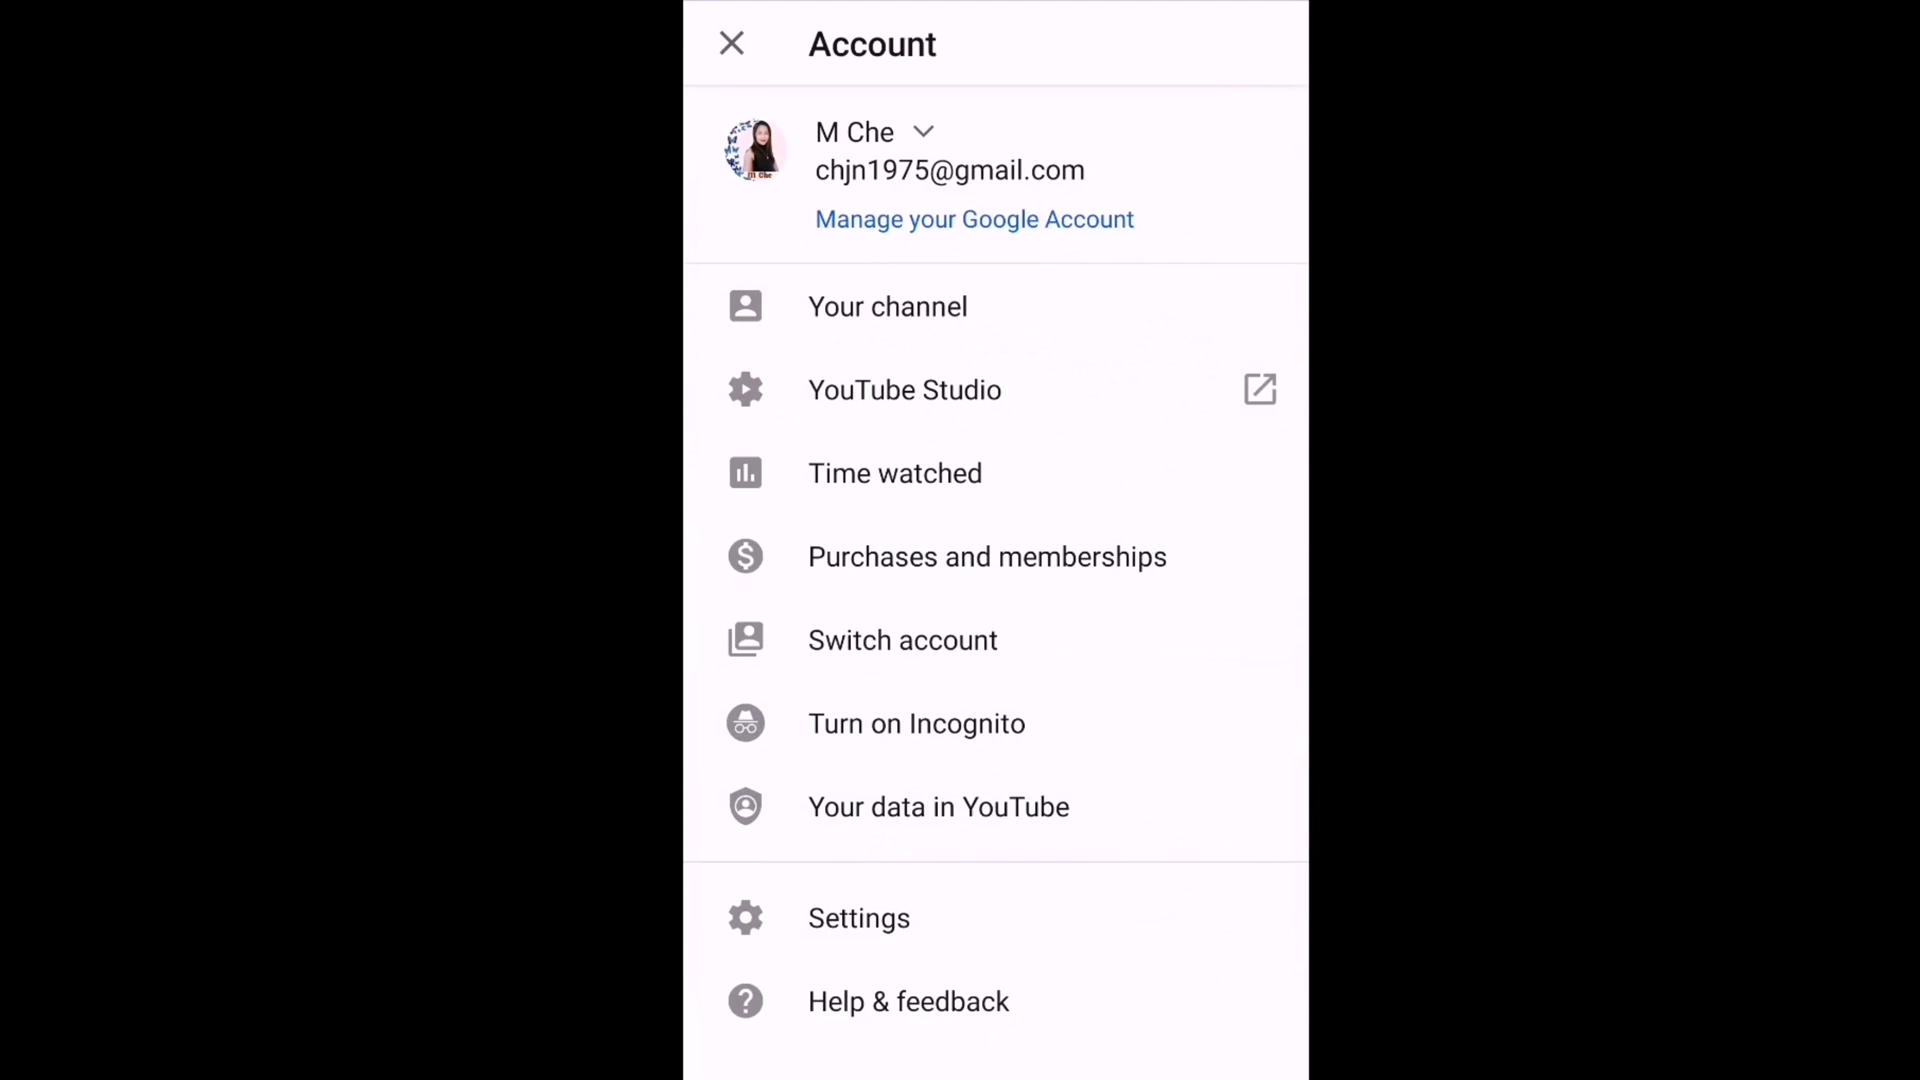 Account
M Che
chjn1975@gmail.com
M Che
Manage your Google Account
Your channel
YouTube Studio
Time watched
Purchases and memberships
Switch account
Turn on Incognito
Your data in YouTube
Settings
Help & feedback